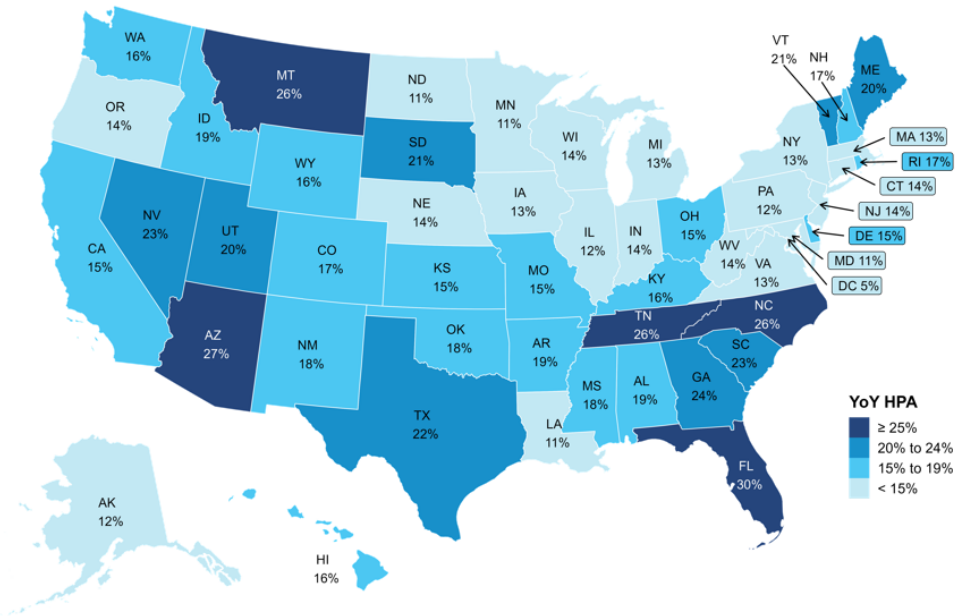 WA
16%
MT
26%
ND
11%
MN
11%
VT
21%
NH
17%
ME
20%
OR
14%
ID
19%
WY
16%
SD
21%
WI
14%
MI
13%
NY
13%
MA 13%
RI 17%
CT 14%
NJ 14%
DE 15%
MD 11%
DC 5%
NV
23%
UT
20%
CA
15%
CO
17%
NE
14%
IA
13%
IL
12%
IN
14%
OH
15%
PA
12%
WV
14%
VA
13%
KS
15%
MO
15%
KY
16%
AZ
27%
NM
18%
OK
18%
AR
19%
TN
26%
NC
26%
SC
23%
TX
22%
LA
11%
MS
18%
AL
19%
GA
24%
FL
30%
AK
12%
HI
16%
YoY HPA
≥ 25%
20% to 24%
15% to 19%
< 15%